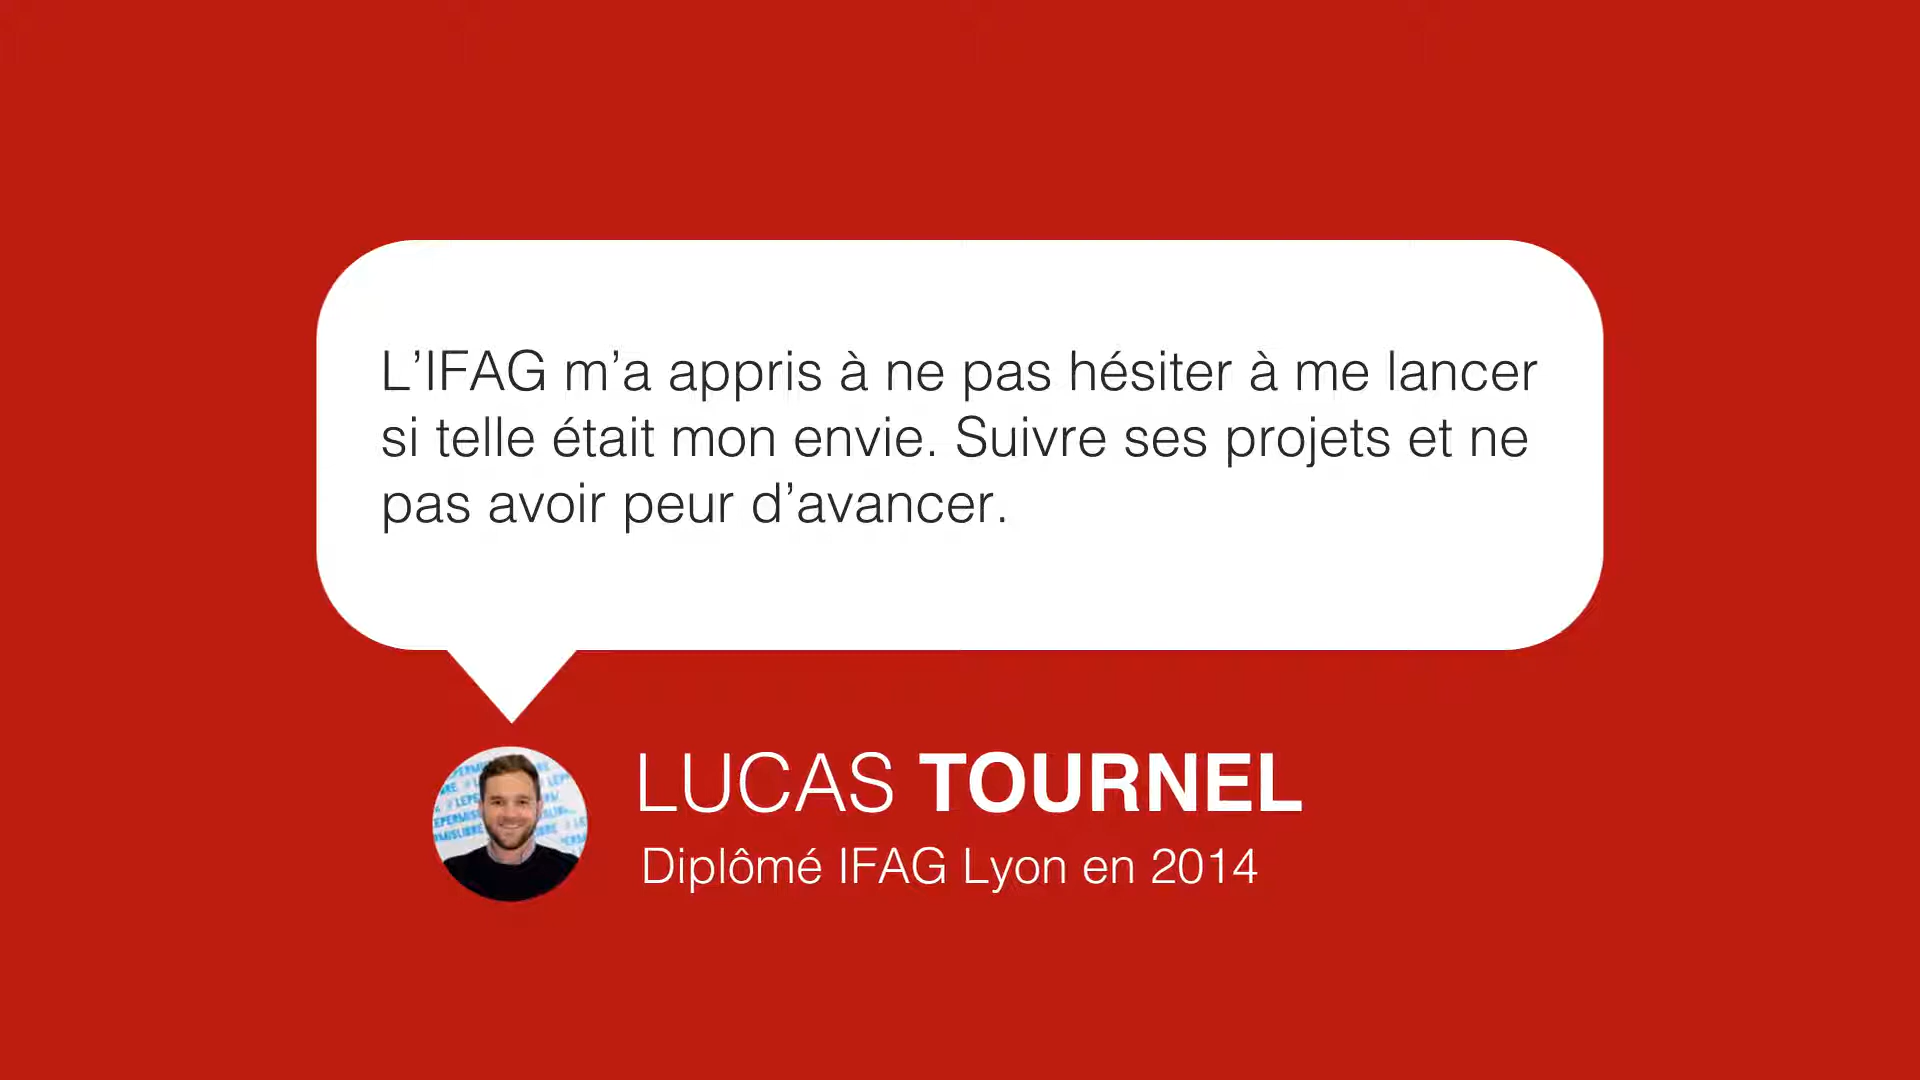 L’IFAG m’a appris à ne pas hésiter à me lancer
si telle était mon envie. Suivre ses projets et ne
pas avoir peur d’avancer.
LUCAS TOURNEL
Diplômé IFAG Lyon en 2014